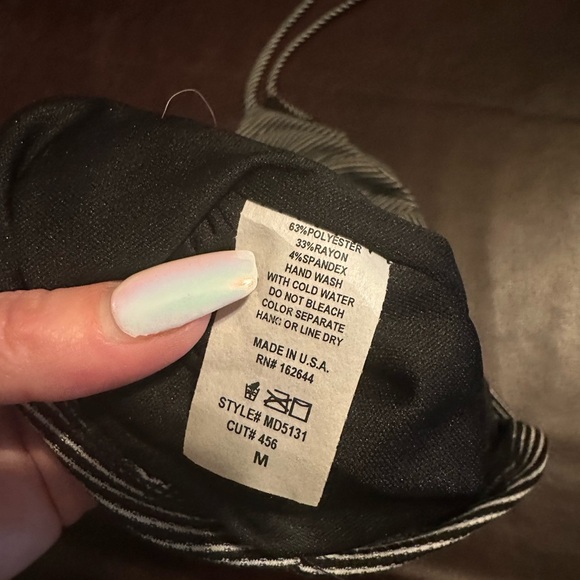 63%POLYESTER
33%RAYON
4%SPANDEX
HAND WASH
WITH COLD WATER
DO NOT BLEACH
COLOR SEPARATE
HANG OR LINE DRY
MADE IN U.S.A.
RN# 162644
STYLE# MD5131
CUT# 456
M